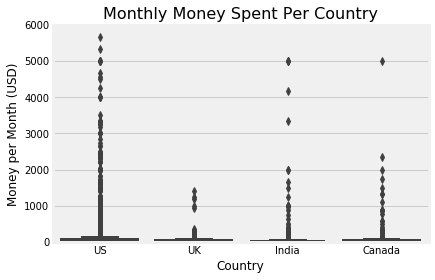 Monthly Money Spent Per Country
Money per Month (USD)
6000
5000
4000
3000
2000
1000
0
US
UK
India
Canada
Country